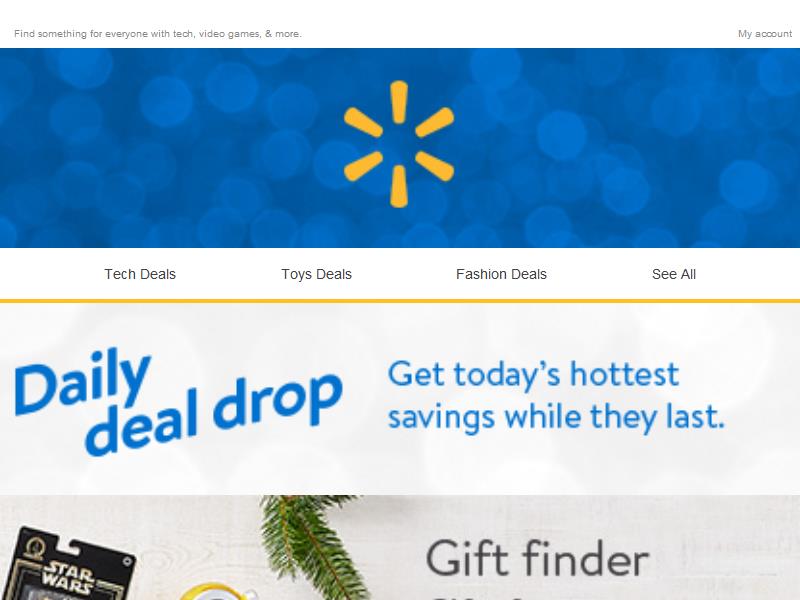 Find something for everyone with tech, video games, & more.
My account
Tech Deals
Toys Deals
Fashion Deals
See All
Daily
deal drop
Get today's hottest
savings while they last.
STAR
WARS
Gift finder